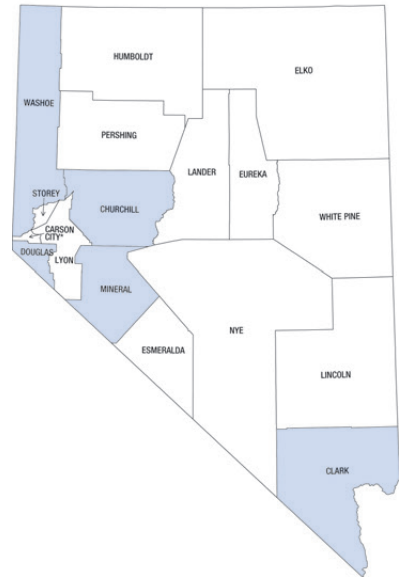 HUMBOLDT
ELKO
WASHOE
PERSHING
LANDER
EUREKA
STOREY
CHURCHILL
WHITE PINE
CARSON
CITY*
DOUGLAS
LYON
MINERAL
NYE
ESMERALDA
LINCOLN
CLARK